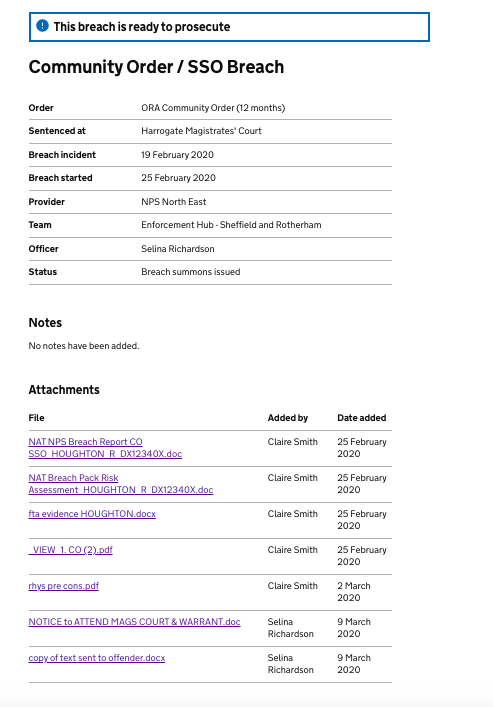 This breach is ready to prosecute
Community Order / SSO Breach
Order ORA Community Order (12 months)
Sentenced at Harrogate Magistrates' Court
Breach incident 19 February 2020
Breach started 25 February 2020
Provider NPS North East
Team Enforcement Hub - Sheffield and Rotherham
Officer Selina Richardson
Status Breach summons issued
Notes
No notes have been added.
Attachments
File Added by Date added
NAT NPS Breach Report CO Claire Smith 25 February
SSO_HOUGHTON_R_DX12340X.doc 2020
NAT Breach Pack Risk Claire Smith 25 February
Assessment_HOUGHTON_R_DX12340X.doc 2020
fta evidence HOUGHTON.docx Claire Smith 25 February
2020
_VIEW_1. CO (2).pdf Claire Smith 25 February
2020
rhys pre cons.pdf Claire Smith 2 March
2020
NOTICE to ATTEND MAGS COURT & WARRANT.doc Selina 9 March
Richardson 2020
copy of text sent to offender.docx Selina 9 March
Richardson 2020